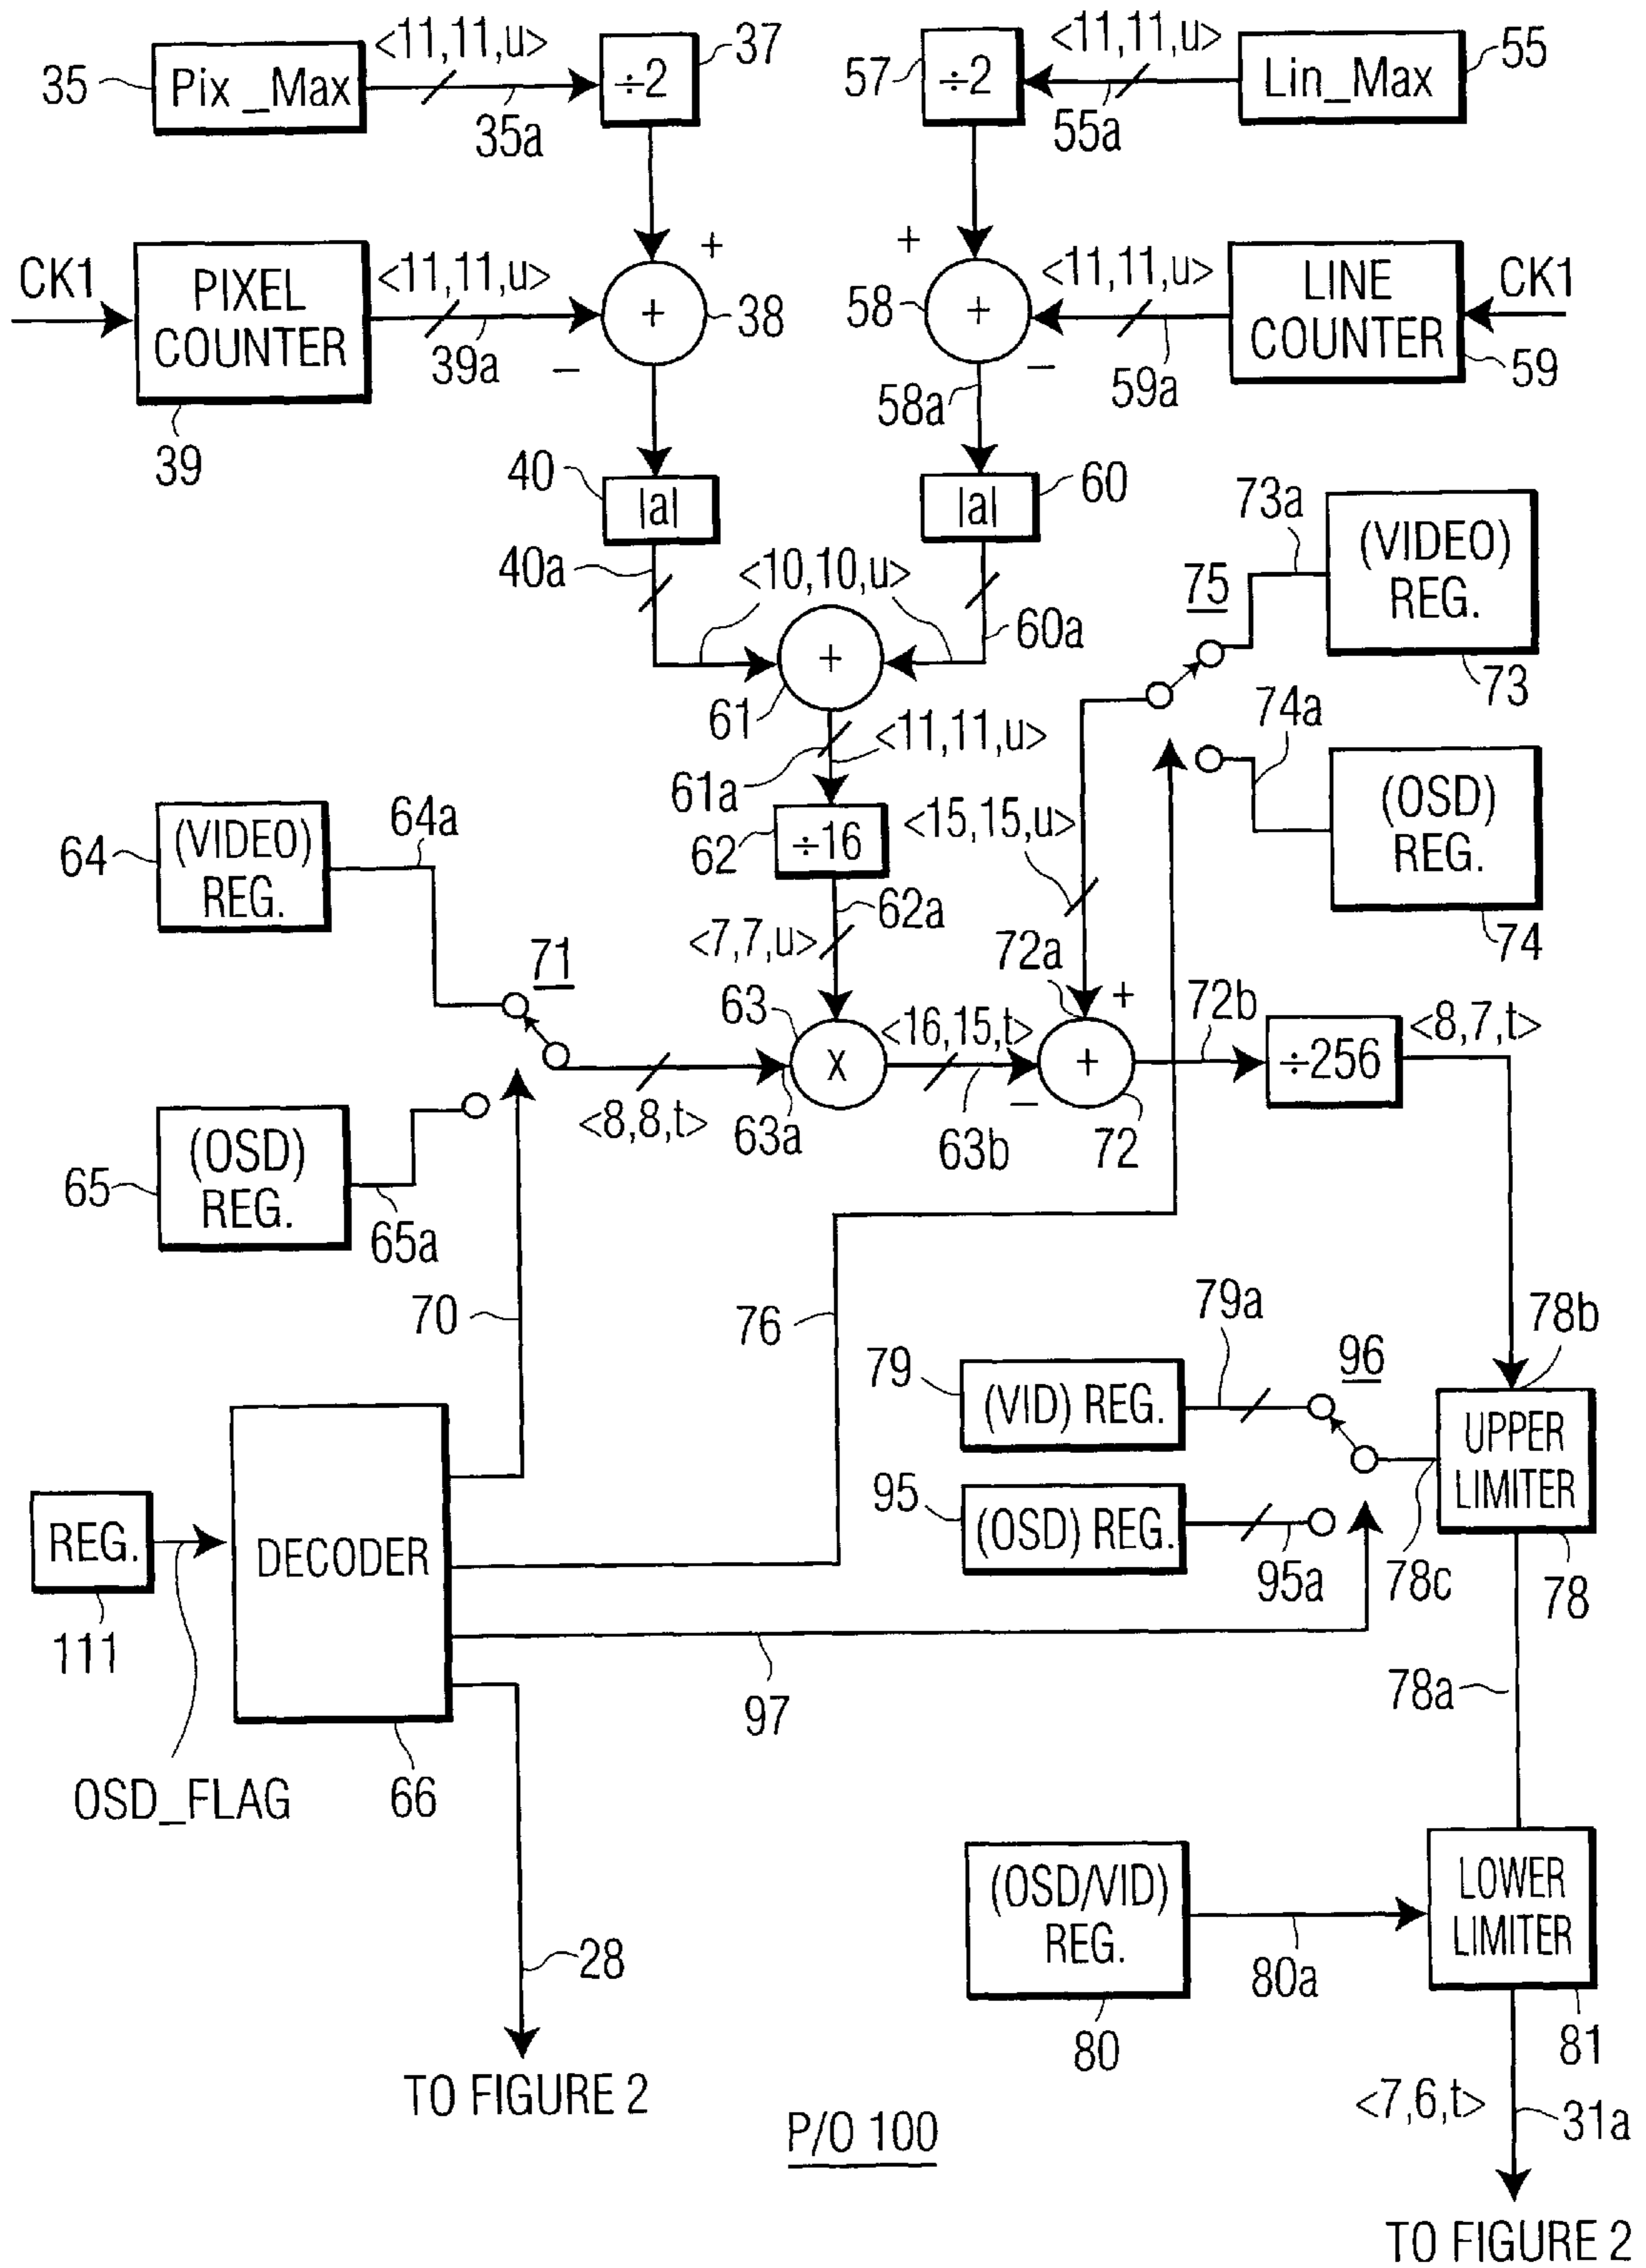 <11,11,u>
37
<11,11,u>
35
Pix_Max
÷2
57
÷2
Lin_Max
55
35a
55a
+
+
CK1
PIXEL
COUNTER
<11,11,u>
+
38
58
+
<11,11,u>
LINE
COUNTER
CK1
39a
−
−
58a
59a
59
39
40
|a|
|a|
60
73a
(VIDEO)
REG.
40a
<10,10,u>
75
60a
+
73
61
<11,11,u>
74a
61a
(OSD)
REG.
64
(VIDEO)
REG.
64a
62
÷16
<15,15,u>
62a
74
<7,7,u>
72a
71
63
<16,15,t>
+
72b
<8,7,t>
X
+
÷256
<8,8,t>
63a
−
63b
72
65
(OSD)
REG.
65a
70
76
79a
78b
79
(VID) REG.
96
UPPER
LIMITER
95
(OSD) REG.
95a
78c
78
REG.
DECODER
111
97
78a
OSD_FLAG
66
(OSD/VID)
REG.
LOWER
LIMITER
28
80a
80
81
TO FIGURE 2
<7,6,t>
31a
P/O 100
TO FIGURE 2